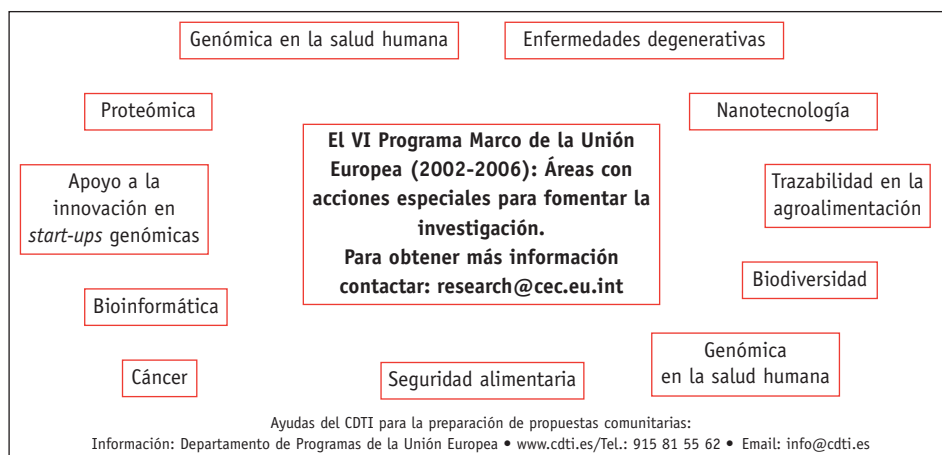 Genómica en la salud humana
Enfermedades degenerativas
Proteómica
Nanotecnología
El VI Programa Marco de la Unión
Europea (2002-2006): Áreas con
acciones especiales para fomentar la
investigación.
Para obtener más información
contactar: research@cec.eu.int
Apoyo a la
innovación en
start-ups genómicas
Trazabilidad en la
agroalimentación
Bioinformática
Biodiversidad
Cáncer
Seguridad alimentaria
Genómica
en la salud humana
Ayudas del CDTI para la preparación de propuestas comunitarias:
Información: Departamento de Programas de la Unión Europea • www.cdti.es/Tel.: 915 81 55 62 • Email: info@cdti.es